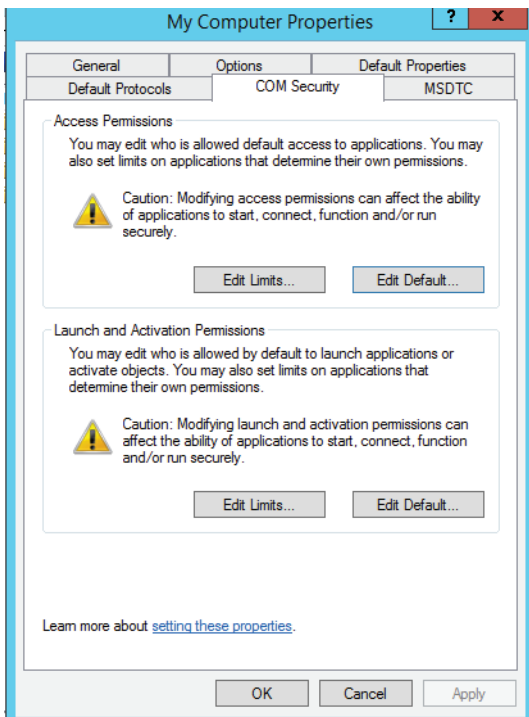 My Computer Properties
? x
General Options Default Properties
Default Protocols COM Security MSDTC
Access Permissions
You may edit who is allowed default access to applications. You may
also set limits on applications that determine their own permissions.
Caution: Modifying access permissions can affect the ability
of applications to start, connect, function and/or run
securely.
Edit Limits... Edit Default...
Launch and Activation Permissions
You may edit who is allowed by default to launch applications or
activate objects. You may also set limits on applications that
determine their own permissions.
Caution: Modifying launch and activation permissions can
affect the ability of applications to start, connect, function
and/or run securely.
Edit Limits... Edit Default...
Learn more about setting these properties.
OK Cancel Apply